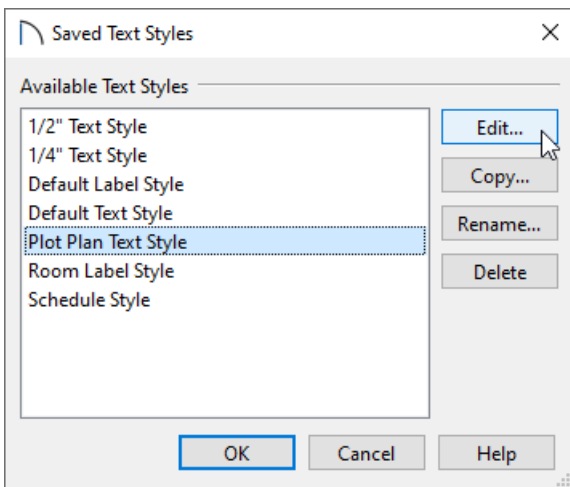 Saved Text Styles
Available Text Styles
1/2" Text Style
1/4" Text Style
Default Label Style
Default Text Style
Plot Plan Text Style
Room Label Style
Schedule Style
Edit...
Copy...
Rename...
Delete
OK Cancel Help